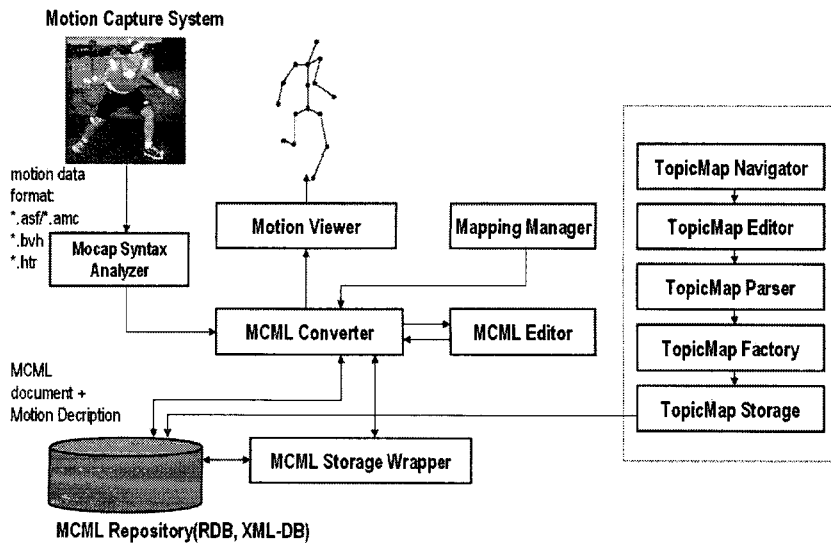 Motion Capture System
motion data
format:
*.asf/*.amc
*.bvh
*.htr
Mocap Syntax
Analyzer
Motion Viewer
Mapping Manager
MCML Converter
MCML Editor
MCML
document +
Motion Decription
MCML Storage Wrapper
MCML Repository(RDB, XML-DB)
TopicMap Navigator
TopicMap Editor
TopicMap Parser
TopicMap Factory
TopicMap Storage